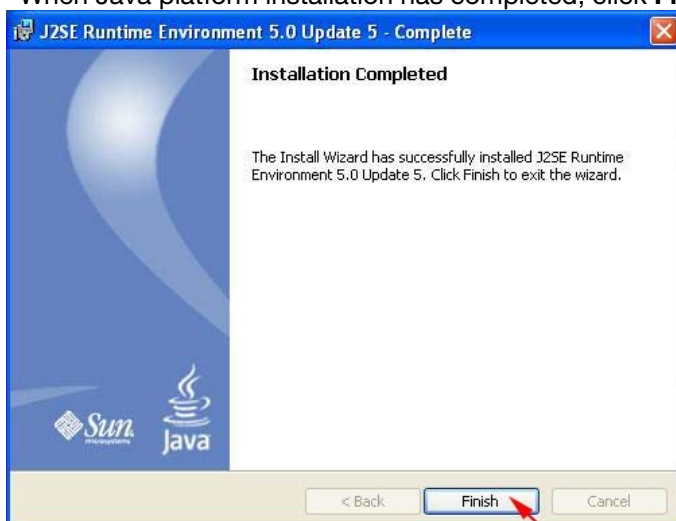 When Java platform installation has completed, click
J2SE Runtime Environment 5.0 Update 5 - Complete
Installation Completed
The Install Wizard has successfully installed J2SE Runtime
Environment 5.0 Update 5. Click Finish to exit the wizard.
Sun
microsystems
Java
< Back
Finish
Cancel